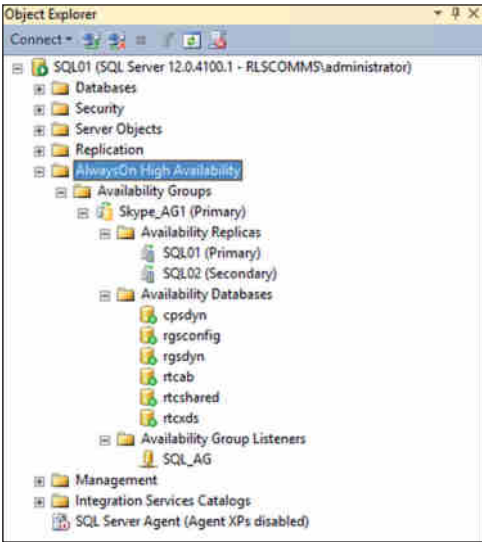 Object Explorer
Connect
SQL01 (SQL Server 12.0.4100.1 - RLSCOMMS\administrator)
Databases
Security
Server Objects
Replication
AlwaysOn High Availability
Availability Groups
Skype_AG1 (Primary)
Availability Replicas
SQL01 (Primary)
SQL02 (Secondary)
Availability Databases
cpsdyn
rgsconfig
rgsdyn
rtcab
rtcshared
rtcxds
Availability Group Listeners
SQL_AG
Management
Integration Services Catalogs
SQL Server Agent (Agent XPs disabled)